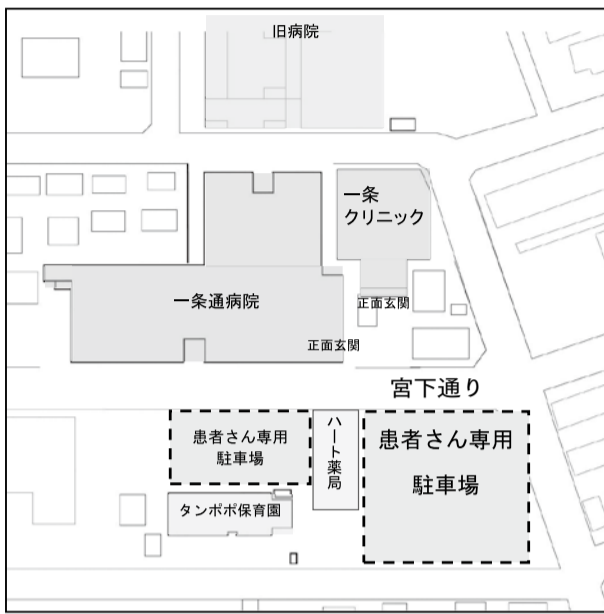 旧病院
一条
クリニック
一条通病院
正面玄関
正面玄関
宮下通り
患者さん専用
駐車場
ハート薬局
患者さん専用
駐車場
タンポポ保育園